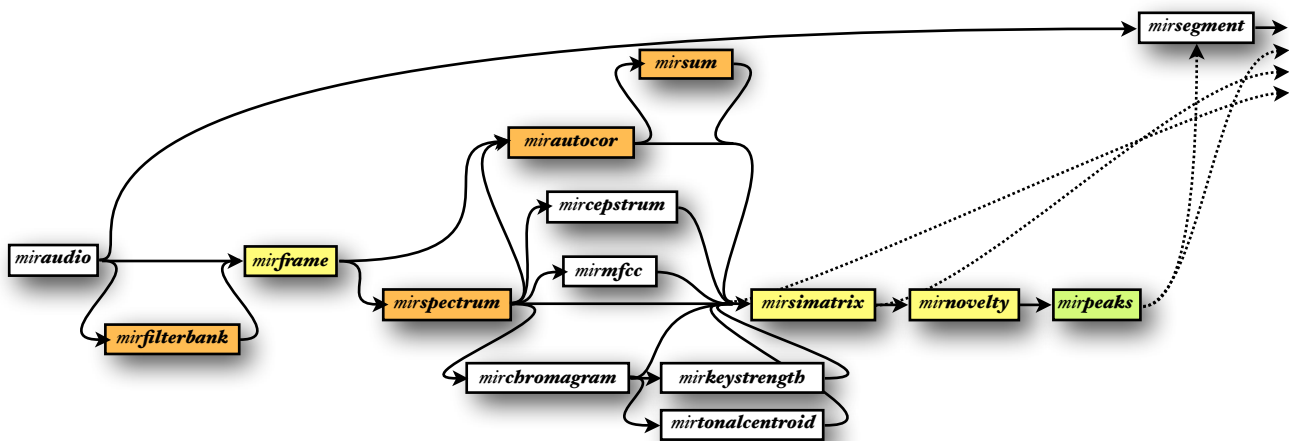 mirsegment
mirsum
mirautocor
mircepstrum
miraudio
mirframe
mirmfcc
mirspectrum
mirsimatrix
mirnovelty
mirpeaks
mirfilterbank
mirchromagram
mirkeystrength
mirtonalcentroid